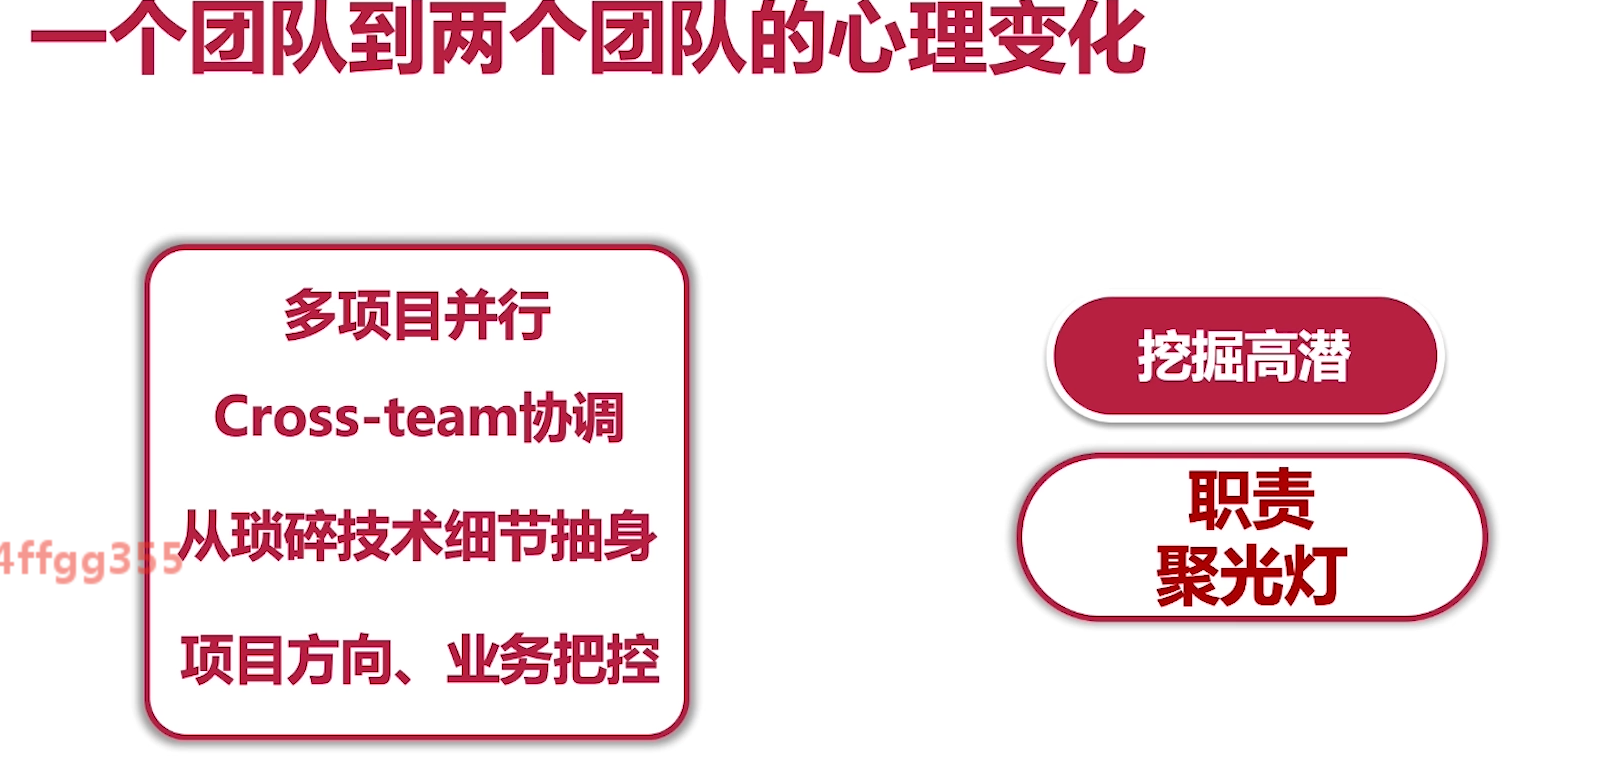 一个团队到两个团队的心理变化
多项目并行
Cross-team协调
从琐碎技术细节抽身
项目方向、业务把控
挖掘高潜
职责
聚光灯
4ffgg355